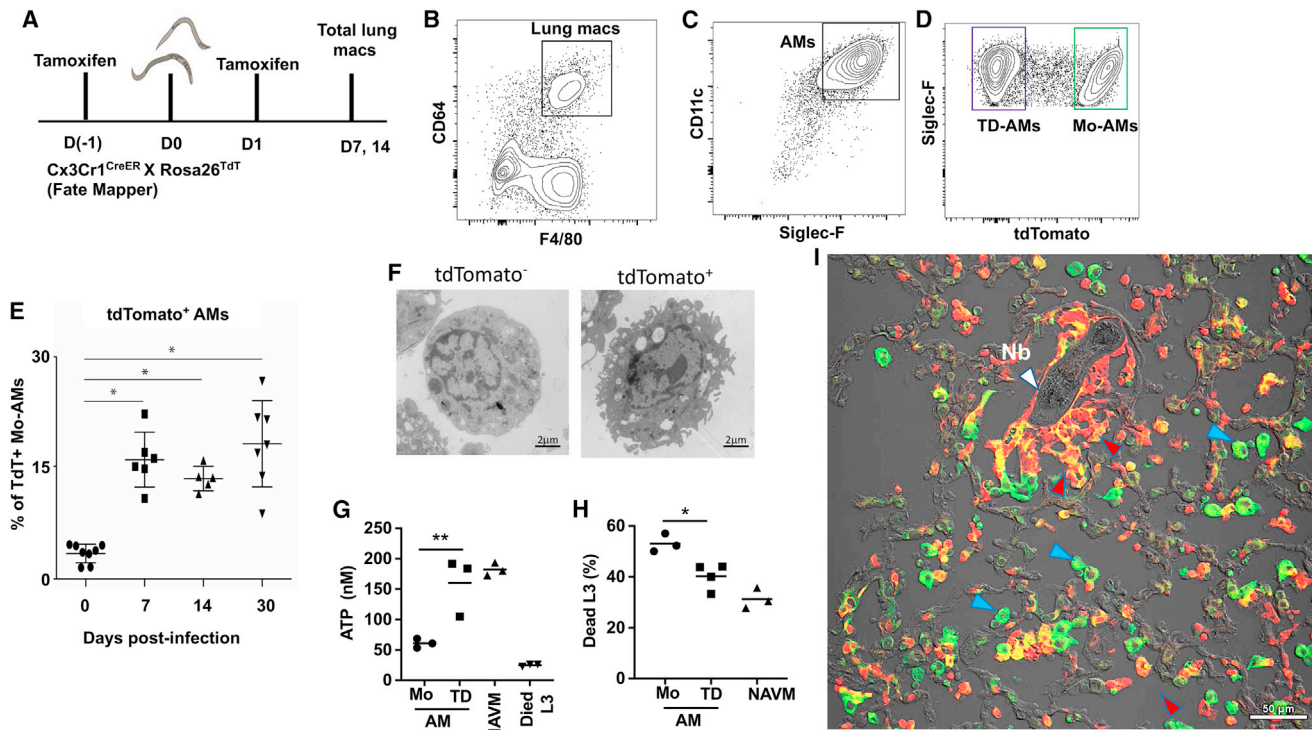 A
Tamoxifen
Tamoxifen
Total lung
macs
D(-1)
D0
D1
D7, 14
Cx3Cr1CreER X Rosa26TdT
(Fate Mapper)
B
Lung macs
CD64
F4/80
C
AMs
CD11c
Siglec-F
D
Siglec-F
TD-AMs
Mo-AMs
tdTomato
E
tdTomato+ AMs
% of TdT+ Mo-AMs
30
15
0
*
*
*
0 7 14 30
Days post-infection
F
tdTomato-
tdTomato+
2μm
2μm
G
ATP (nM)
250
200
150
100
50
0
**
Mo TD
AM
NAVM
Died
L3
H
Dead L3 (%)
60
40
20
0
*
Mo TD NAVM
AM
I
Nb
50 μm